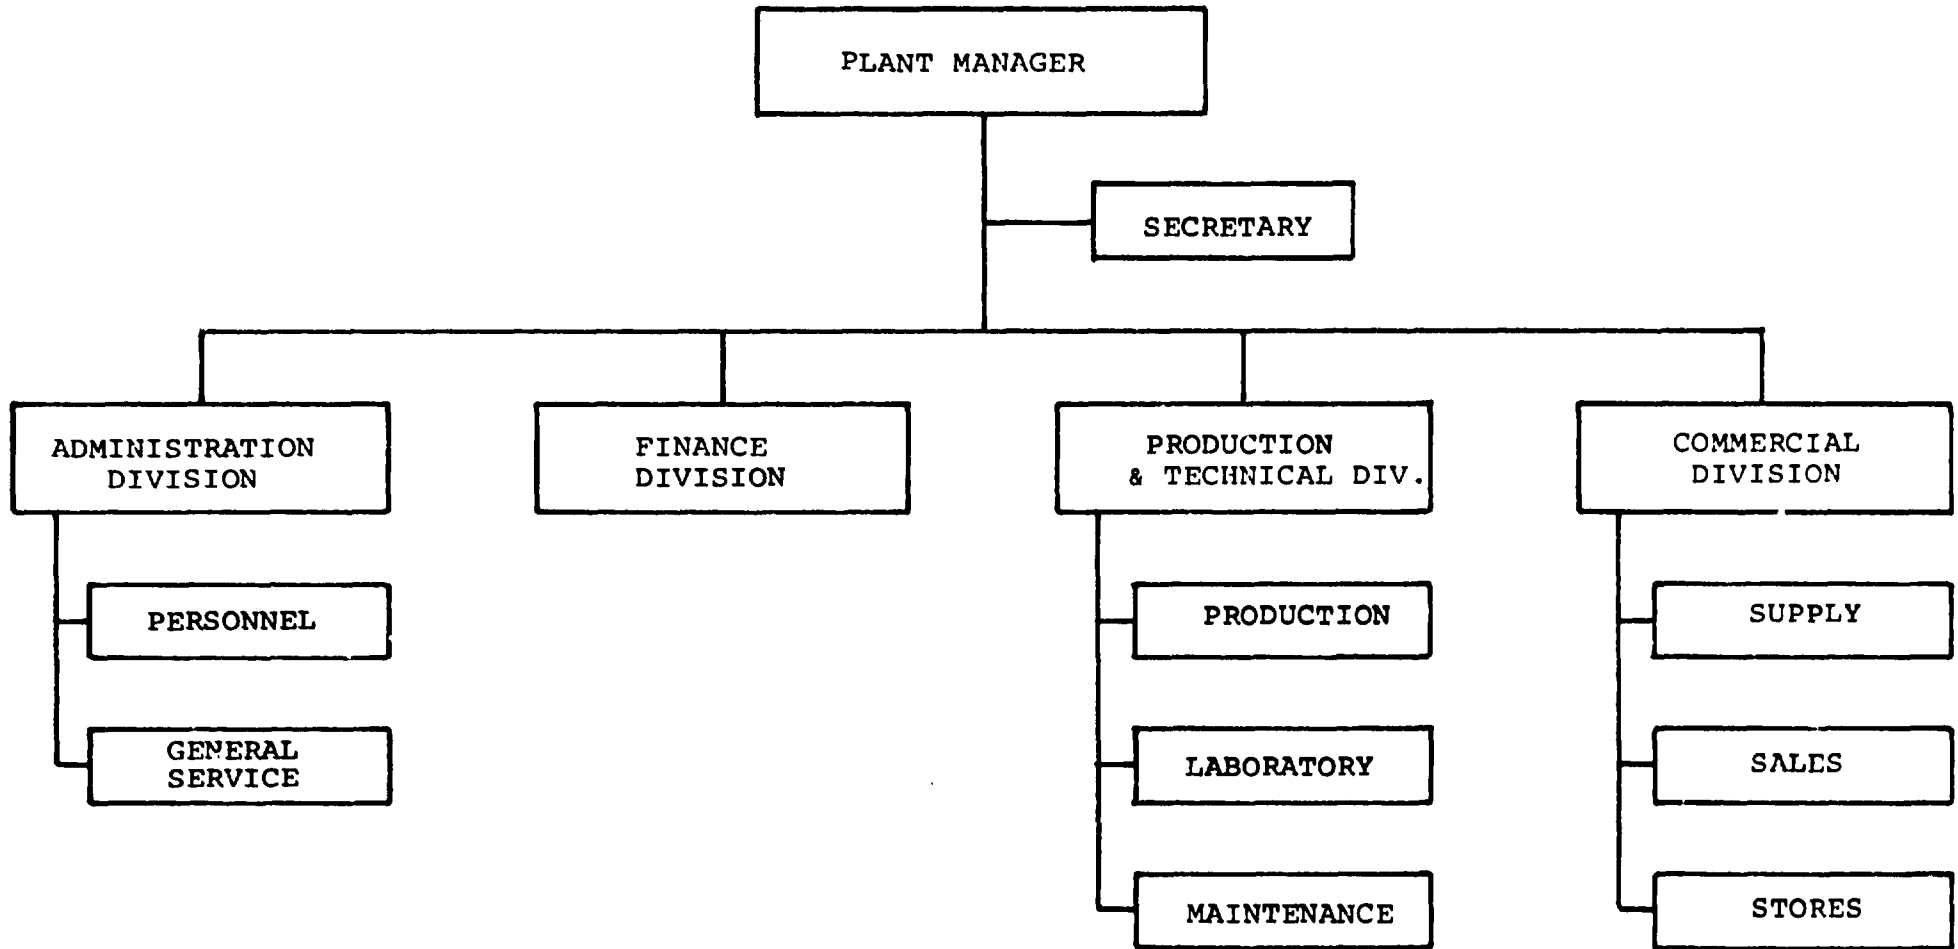 PLANT MANAGER
SECRETARY
ADMINISTRATION
DIVISION
FINANCE
DIVISION
PRODUCTION
& TECHNICAL DIV.
COMMERCIAL
DIVISION
PERSONNEL
GENERAL
SERVICE
PRODUCTION
LABORATORY
MAINTENANCE
SUPPLY
SALES
STORES